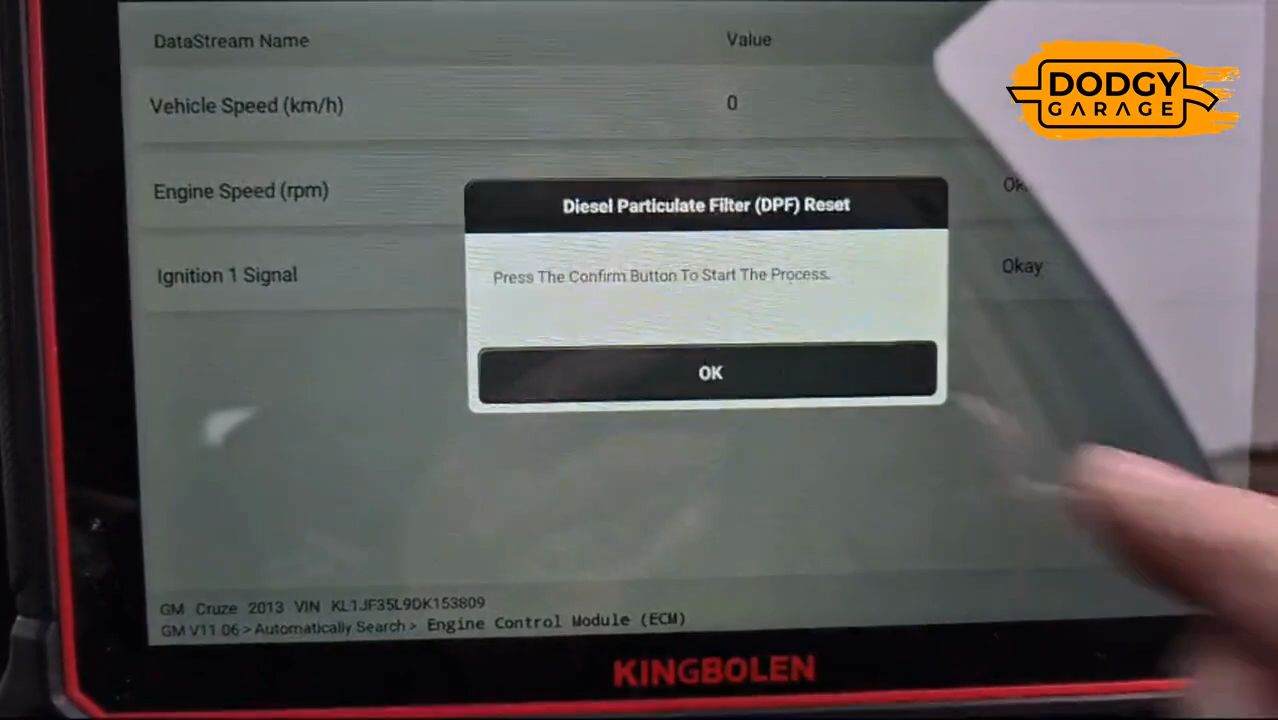 DataStream Name
Value
DODGY
GARAGE
Vehicle Speed (km/h)
0
Engine Speed (rpm)
Diesel Particulate Filter (DPF) Reset
Press The Confirm Button To Start The Process.
Ignition 1 Signal
Okay
OK
GM Cruze 2013 VIN KL1JF35L9DK153809
GM V11.06 > Automatically Search > Engine Control Module (ECM)
KINGBOLEN